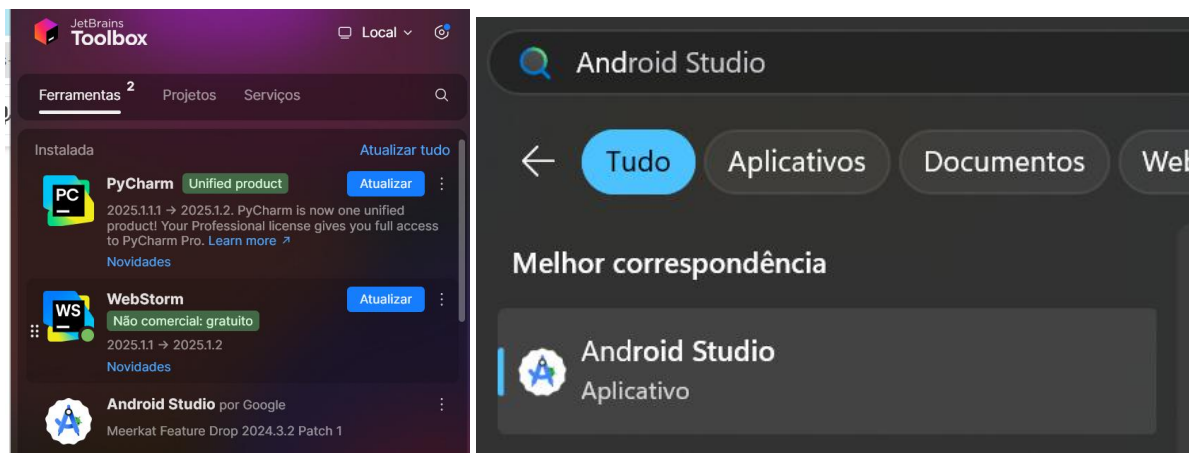 JetBrains
Toolbox
Local
Ferramentas 2
Projetos
Serviços
Instalada
Atualizar tudo
PC
PyCharm Unified product
Atualizar
2025.1.1.1 → 2025.1.2. PyCharm is now one unified
product! Your Professional license gives you full access
to PyCharm Pro. Learn more ↗
Novidades
WS
WebStorm
Atualizar
Não comercial: gratuito
2025.1.1 → 2025.1.2
Novidades
Android Studio por Google
Meerkat Feature Drop 2024.3.2 Patch 1
Android Studio
Tudo
Aplicativos
Documentos
Melhor correspondência
Android Studio
Aplicativo